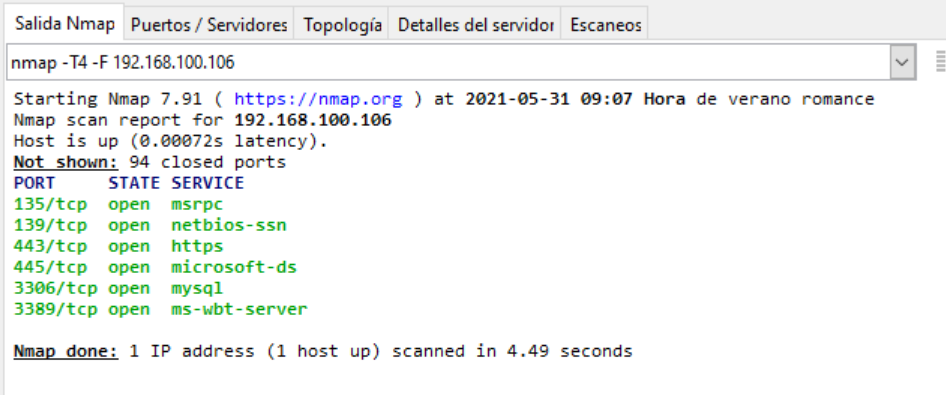 Salida Nmap Puertos / Servidores Topología Detalles del servidor Escaneos
nmap -T4 -F 192.168.100.106
Starting Nmap 7.91 ( https://nmap.org ) at 2021-05-31 09:07 Hora de verano romance
Nmap scan report for 192.168.100.106
Host is up (0.00072s latency).
Not shown: 94 closed ports
PORT     STATE SERVICE
135/tcp  open  msrpc
139/tcp  open  netbios-ssn
443/tcp  open  https
445/tcp  open  microsoft-ds
3306/tcp open  mysql
3389/tcp open  ms-wbt-server
Nmap done: 1 IP address (1 host up) scanned in 4.49 seconds